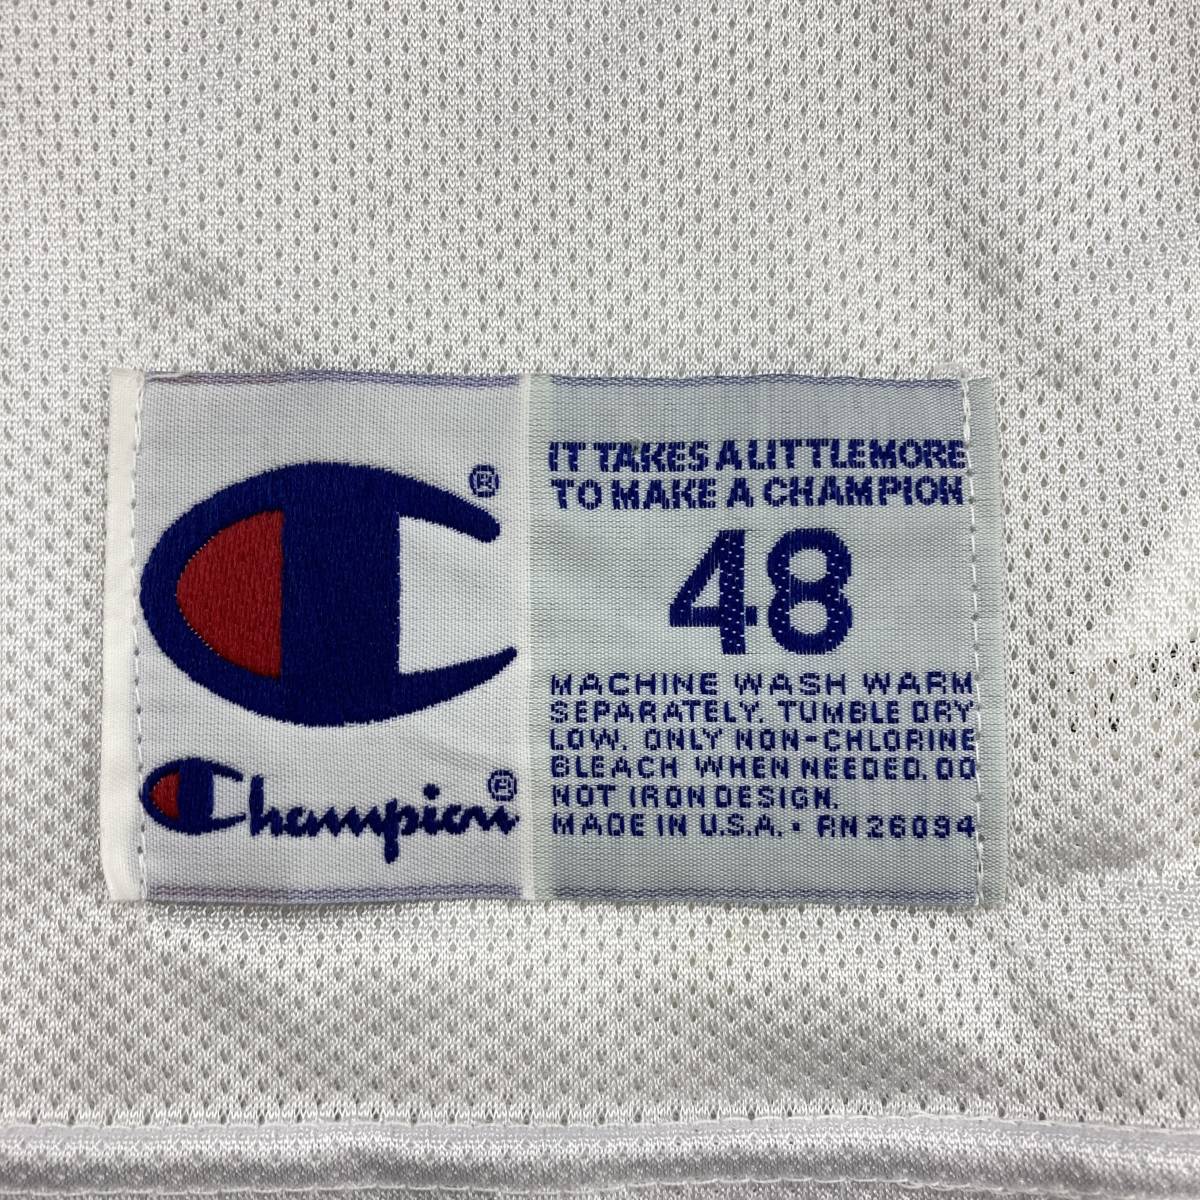 ®
Champion®
IT TAKES A LITTLE MORE
TO MAKE A CHAMPION
48
MACHINE WASH WARM
SEPARATELY. TUMBLE DRY
LOW. ONLY NON-CHLORINE
BLEACH WHEN NEEDED. DO
NOT IRON DESIGN.
MADE IN U.S.A. • RN 26094